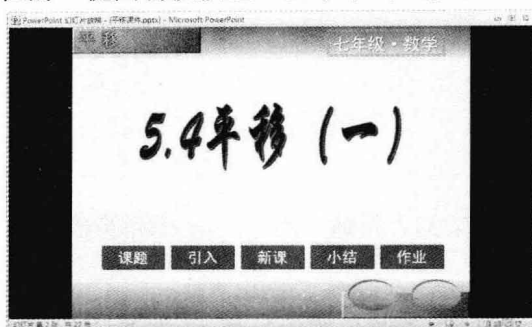 PowerPoint 幻灯片放映 - [平移课件.pptx] - Microsoft PowerPoint
平移
七年级·数学
5.4平移（一）
课题 引入 新课 小结 作业